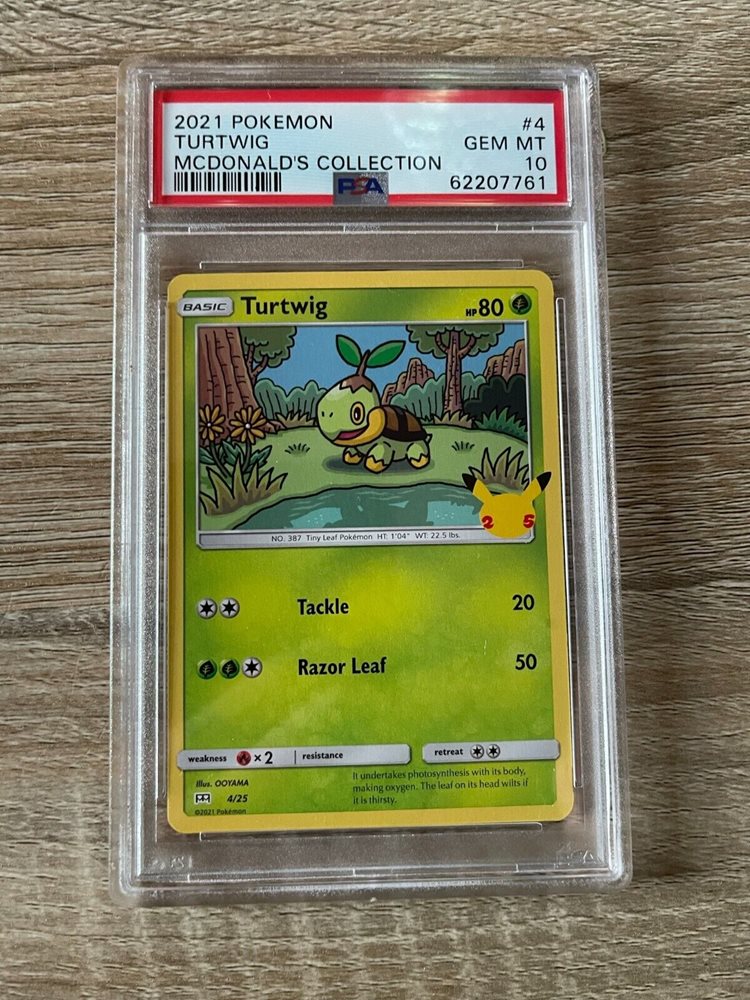 2021 POKEMON #4
TURTWIG GEM MT
MCDONALD'S COLLECTION 10
PSA 62207761
BASIC Turtwig HP80
25
NO. 387 Tiny Leaf Pokémon HT: 1'04" WT: 22.5 lbs.
Tackle 20
Razor Leaf 50
weakness ×2 resistance retreat
Illus. OOYAMA
4/25
©2021 Pokémon
It undertakes photosynthesis with its body,
making oxygen. The leaf on its head wilts if
it is thirsty.